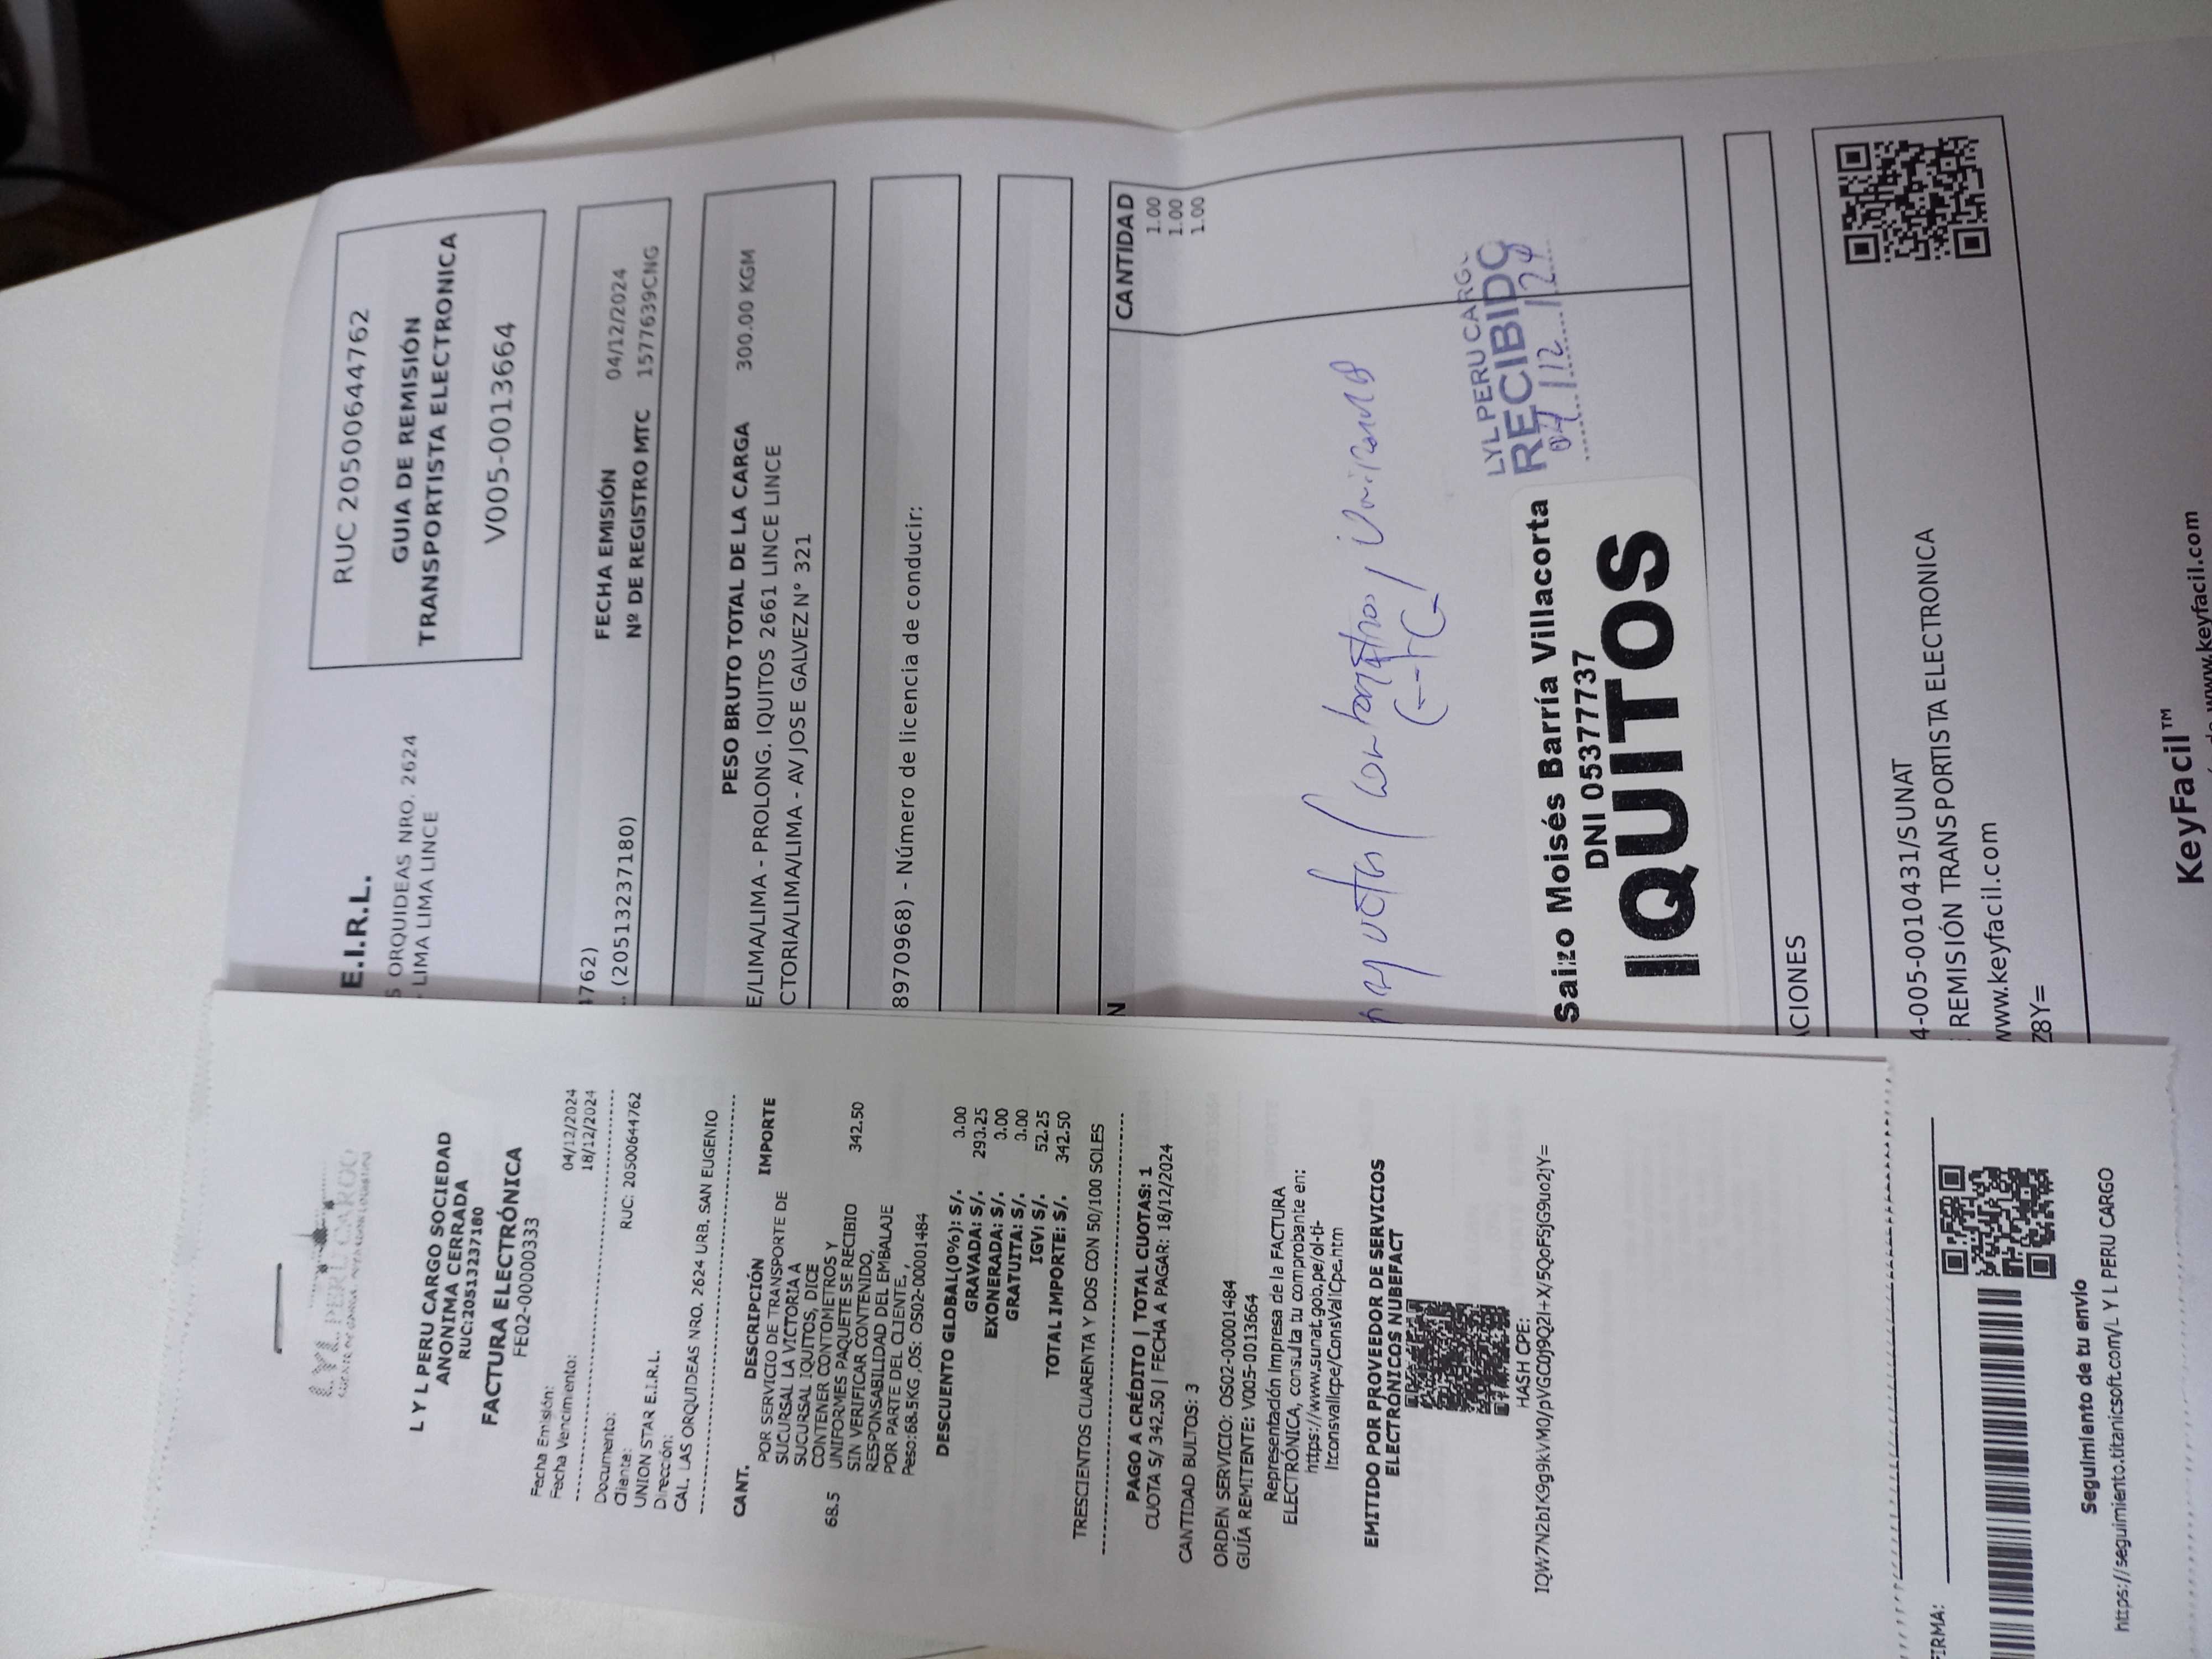 LYL PERU CARGO
L Y L PERU CARGO SOCIEDAD
ANONIMA CERRADA
RUC:20513237180
FACTURA ELECTRÓNICA
FE02-00000333
Fecha Emisión: 04/12/2024
Fecha Vencimiento: 18/12/2024
Documento: RUC: 20500644762
Cliente:
UNION STAR E.I.R.L.
Dirección:
CAL. LAS ORQUIDEAS NRO. 2624 URB. SAN EUGENIO
CANT. DESCRIPCIÓN IMPORTE
POR SERVICIO DE TRANSPORTE DE
SUCURSAL LA VICTORIA A
SUCURSAL IQUITOS, DICE
CONTENER CONTOMETROS Y
68.5 UNIFORMES PAQUETE SE RECIBIO 342.50
SIN VERIFICAR CONTENIDO,
RESPONSABILIDAD DEL EMBALAJE
POR PARTE DEL CLIENTE, ,
Peso:68.5KG ,OS: OS02-00001484
DESCUENTO GLOBAL(0%): S/. 0.00
GRAVADA: S/. 290.25
EXONERADA: S/. 0.00
GRATUITA: S/. 0.00
IGV: S/. 52.25
TOTAL IMPORTE: S/. 342.50
TRESCIENTOS CUARENTA Y DOS CON 50/100 SOLES
PAGO A CRÉDITO | TOTAL CUOTAS: 1
CUOTA S/ 342.50 | FECHA A PAGAR: 18/12/2024
CANTIDAD BULTOS: 3
ORDEN SERVICIO: OS02-00001484
GUÍA REMITENTE: V005-0013664
Representación Impresa de la FACTURA
ELECTRÓNICA, consulta tu comprobante en:
https://www.sunat.gob.pe/ol-ti-
itconsvalicpe/ConsValiCpe.htm
EMITIDO POR PROVEEDOR DE SERVICIOS
ELECTRÓNICOS NUBEFACT
HASH CPE:
FIRMA:
Seguimiento de tu envío
https://seguimiento.titanicsoft.com/L Y L PERU CARGO
E.I.R.L.
S ORQUIDEAS NRO. 2624
. LIMA LIMA LINCE
RUC 20500644762
GUIA DE REMISIÓN
TRANSPORTISTA ELECTRONICA
V005-0013664
4762) FECHA EMISIÓN 04/12/2024
. (20513237180) Nº DE REGISTRO MTC 1577639CNG
PESO BRUTO TOTAL DE LA CARGA 300.00 KGM
E/LIMA/LIMA - PROLONG. IQUITOS 2661 LINCE LINCE
CTORIA/LIMA/LIMA - AV JOSE GALVEZ N° 321
8970968) - Número de licencia de conducir:
N CANTIDAD
1.00
1.00
1.00
LYL PERU CARGO
RECIBIDO
04/12/24
Saizo Moisés Barría Villacorta
DNI 05377737
IQUITOS
CIONES
4-005-0010431/SUNAT
REMISIÓN TRANSPORTISTA ELECTRONICA
www.keyfacil.com
Z8Y=
KeyFacil™
www.keyfacil.com